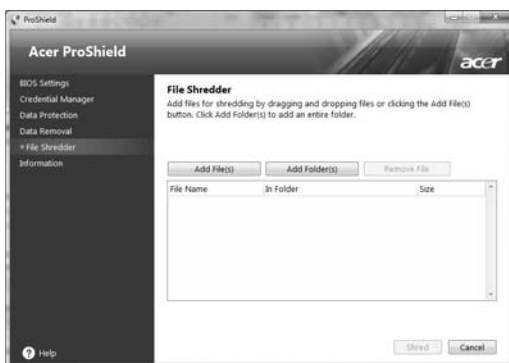 ProShield
Acer ProShield
acer
BIOS Settings
Credential Manager
Data Protection
Data Removal
File Shredder
Information
Help
File Shredder
Add files for shredding by dragging and dropping files or clicking the Add File(s)
button. Click Add Folder(s) to add an entire folder.
Add File(s) Add Folder(s) Remove File
File Name In Folder Size
Shred Cancel